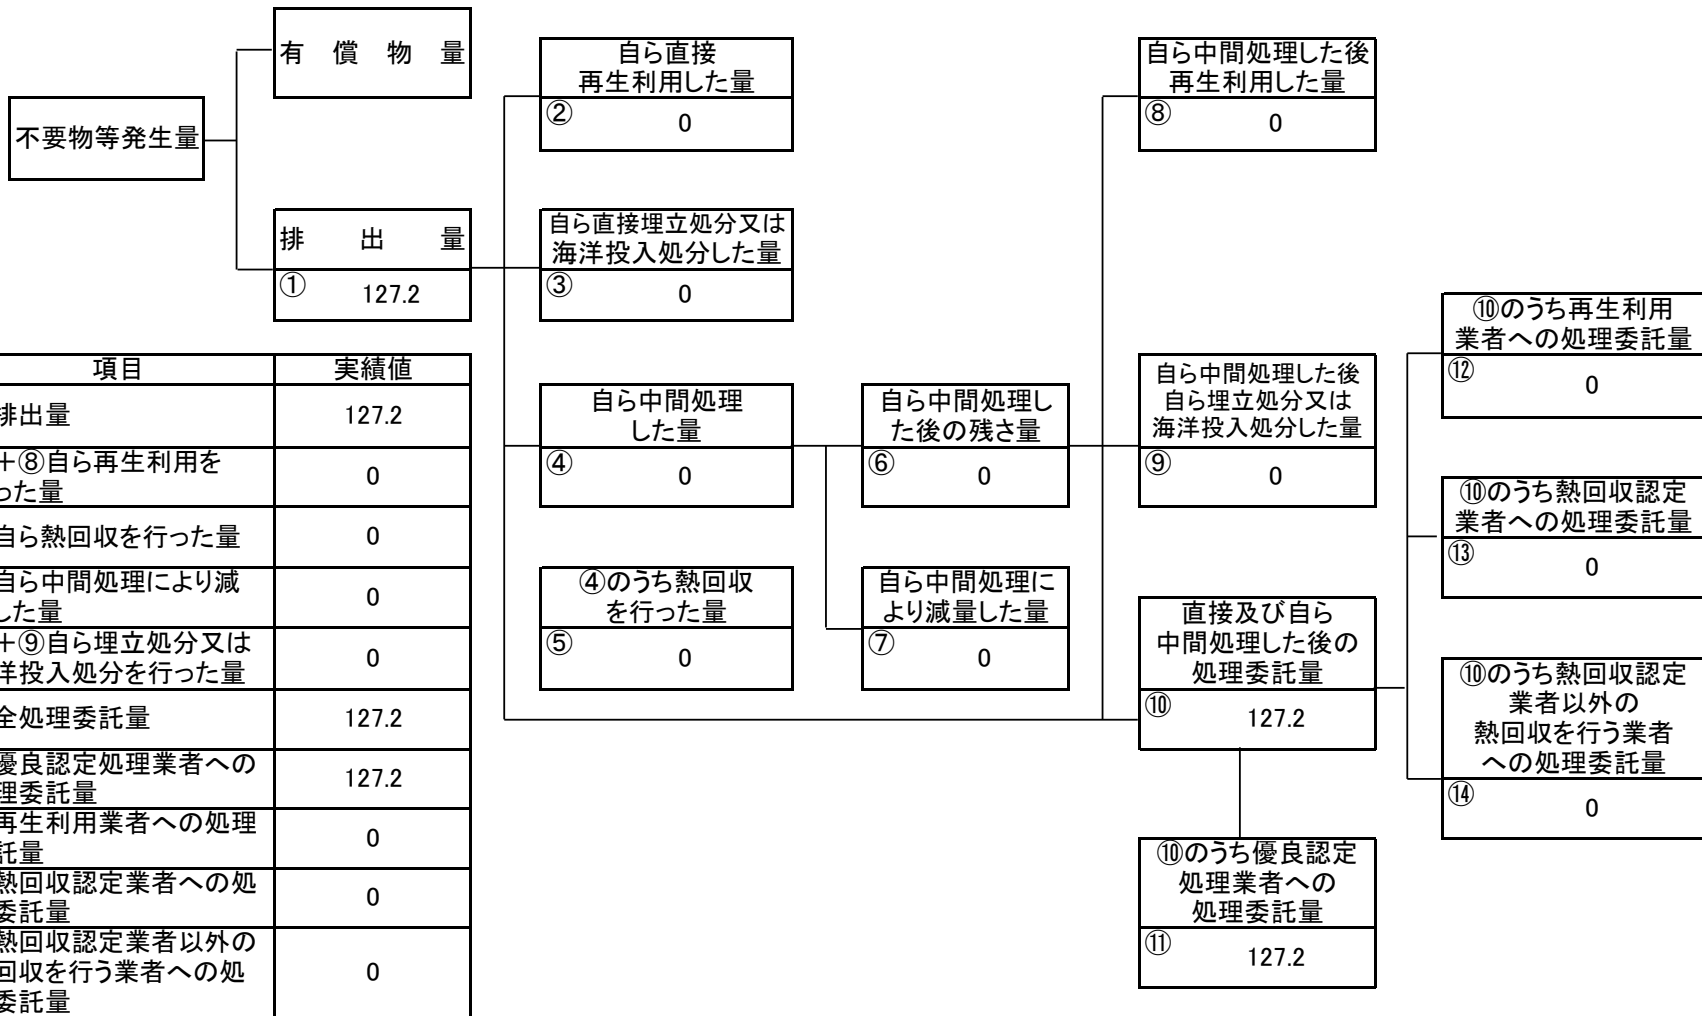 不要物等発生量
有 償 物 量
排 出 量
① 127.2
自ら直接
再生利用した量
② 0
自ら直接埋立処分又は
海洋投入処分した量
③ 0
自ら中間処理
した量
④ 0
④のうち熱回収
を行った量
⑤ 0
自ら中間処理し
た後の残さ量
⑥ 0
自ら中間処理に
より減量した量
⑦ 0
自ら中間処理した後
再生利用した量
⑧ 0
自ら中間処理した後
自ら埋立処分又は
海洋投入処分した量
⑨ 0
直接及び自ら
中間処理した後の
処理委託量
⑩ 127.2
⑩のうち優良認定
処理業者への
処理委託量
⑪ 127.2
⑩のうち再生利用
業者への処理委託量
⑫ 0
⑩のうち熱回収認定
業者への処理委託量
⑬ 0
⑩のうち熱回収認定
業者以外の
熱回収を行う業者
への処理委託量
⑭ 0
項目 実績値
排出量 127.2
+⑧自ら再生利用を
った量 0
自ら熱回収を行った量 0
自ら中間処理により減
した量 0
+⑨自ら埋立処分又は
洋投入処分を行った量 0
全処理委託量 127.2
優良認定処理業者への
理委託量 127.2
再生利用業者への処理
託量 0
熱回収認定業者への処
委託量 0
熱回収認定業者以外の
回収を行う業者への処
委託量 0